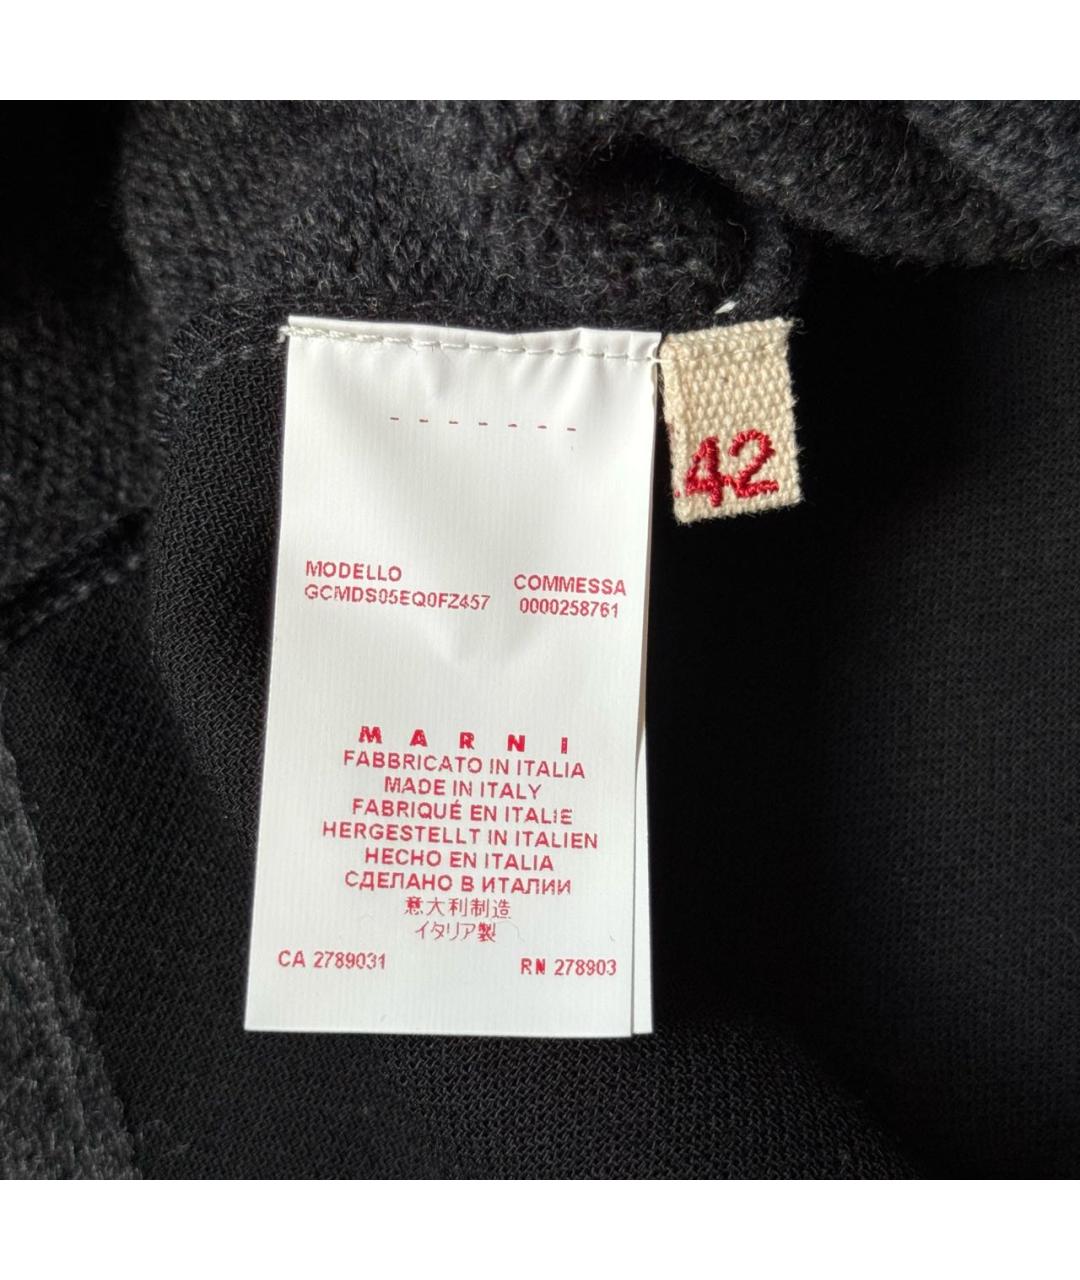 42
MODELLO COMMESSA
GCMDS05EQ0FZ457 0000258761
MARNI
FABBRICATO IN ITALIA
MADE IN ITALY
FABRIQUÉ EN ITALIE
HERGESTELLT IN ITALIEN
HECHO EN ITALIA
СДЕЛАНО В ИТАЛИИ
意大利制造
イタリア製
CA 2789031 RN 278903